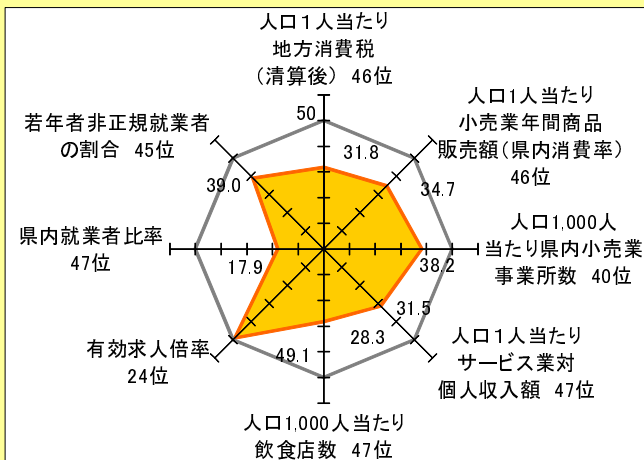 人口１人当たり
地方消費税
（清算後） 46位
人口1人当たり
小売業年間商品
販売額（県内消費率）
46位
人口1,000人
当たり県内小売業
事業所数 40位
人口１人当たり
サービス業対
個人収入額 47位
人口1,000人当たり
飲食店数 47位
有効求人倍率
24位
県内就業者比率
47位
若年者非正規就業者
の割合 45位
50
31.8
34.7
38.2
31.5
28.3
49.1
17.9
39.0